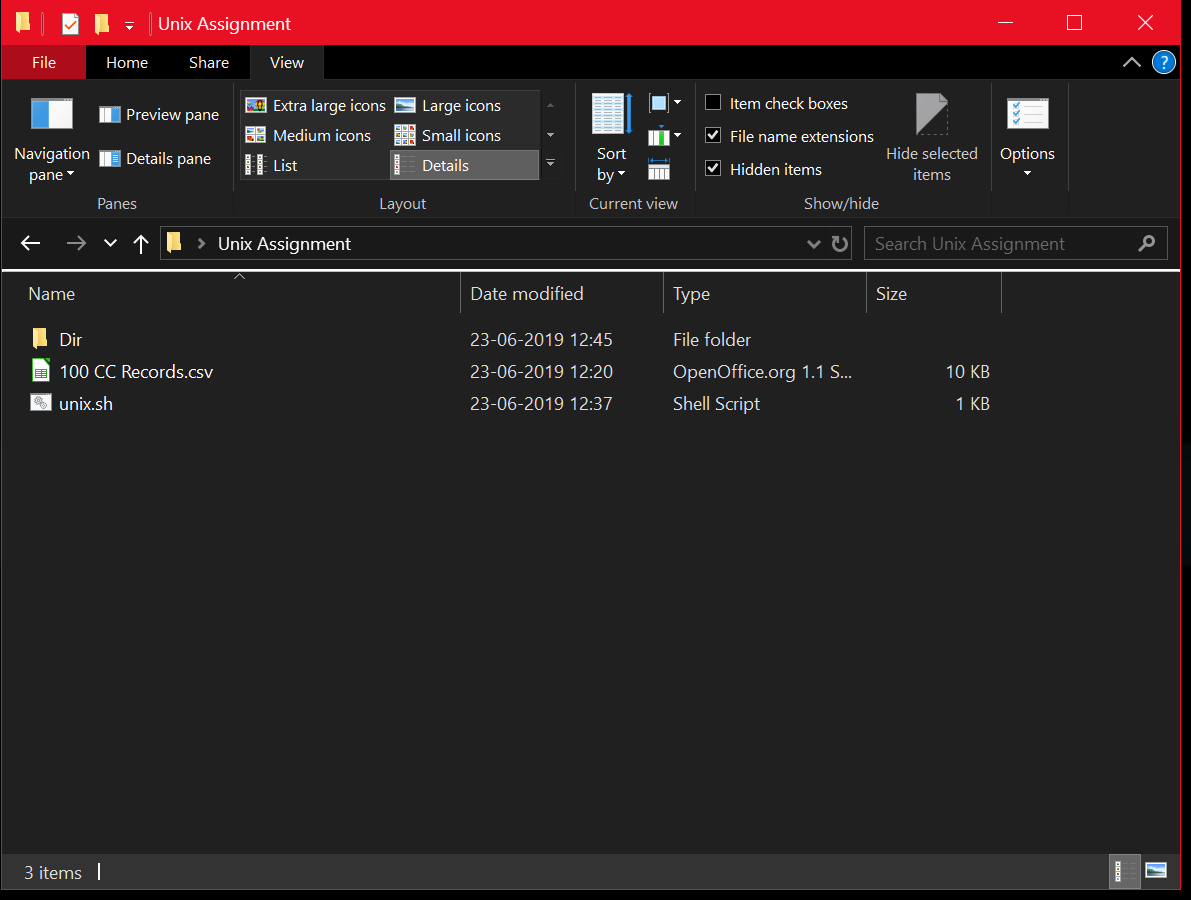 Unix Assignment
File Home Share View ?
Navigation pane
Preview pane
Details pane
Panes
Extra large icons Large icons
Medium icons Small icons
List Details
Layout
Sort by
Current view
Item check boxes
File name extensions
Hidden items
Hide selected items
Show/hide
Options
Unix Assignment
Search Unix Assignment
Name Date modified Type Size
Dir 23-06-2019 12:45 File folder
100 CC Records.csv 23-06-2019 12:20 OpenOffice.org 1.1 S... 10 KB
unix.sh 23-06-2019 12:37 Shell Script 1 KB
3 items